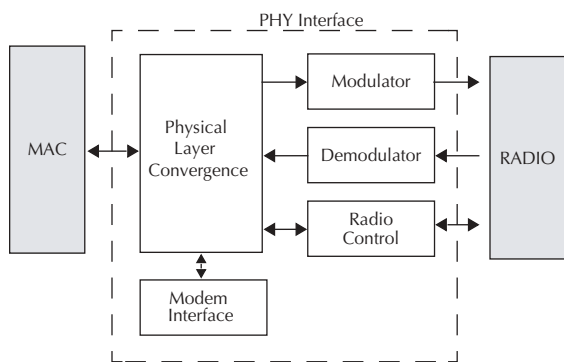 PHY Interface
MAC
Physical
Layer
Convergence
Modulator
Demodulator
Radio
Control
Modem
Interface
RADIO